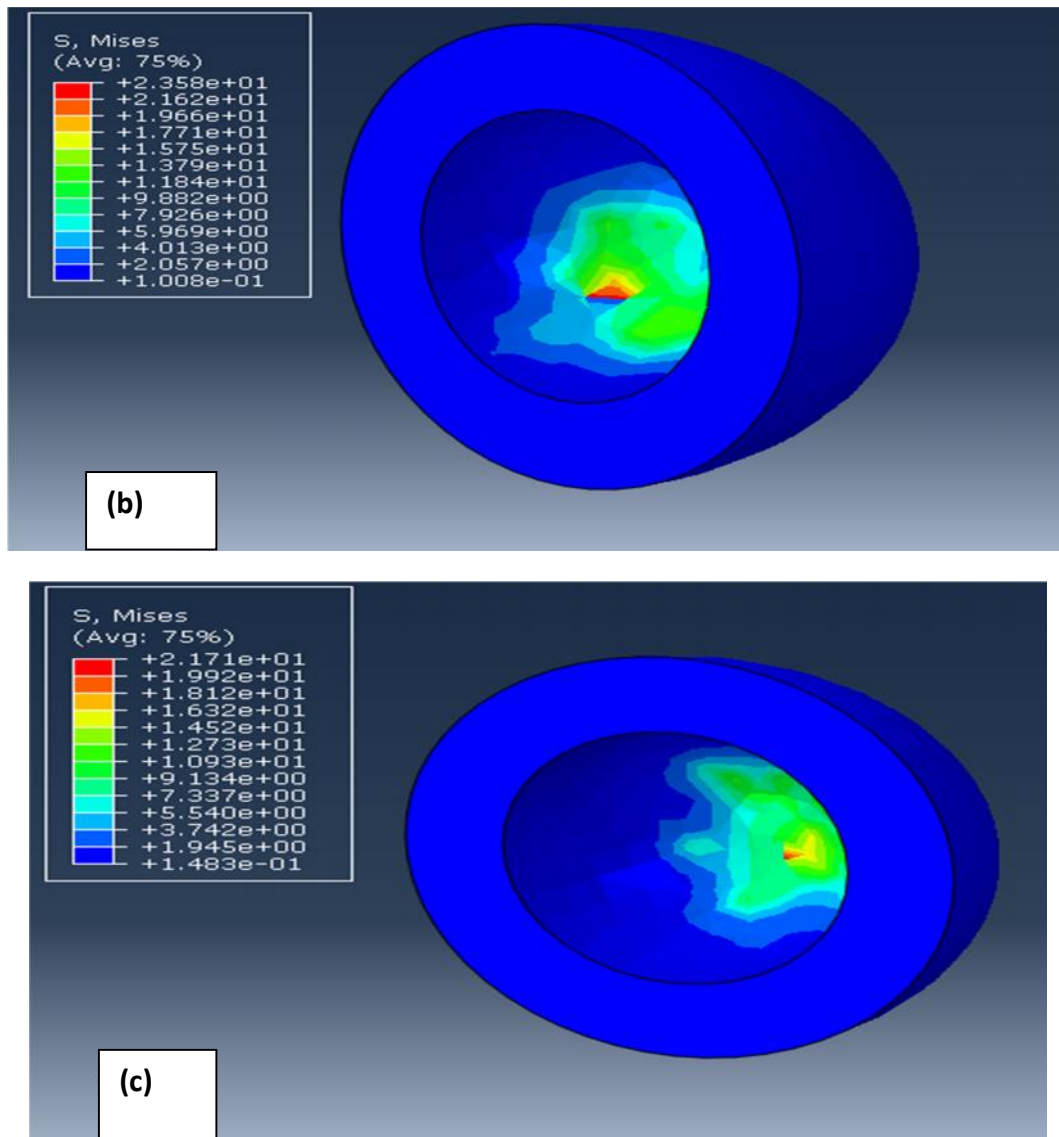 S, Mises
(Avg: 75%)
+2.358e+01
+2.162e+01
+1.966e+01
+1.771e+01
+1.575e+01
+1.379e+01
+1.184e+01
+9.882e+00
+7.926e+00
+5.969e+00
+4.013e+00
+2.057e+00
+1.008e-01
(b)
S, Mises
(Avg: 75%)
+2.171e+01
+1.992e+01
+1.812e+01
+1.632e+01
+1.452e+01
+1.273e+01
+1.093e+01
+9.134e+00
+7.337e+00
+5.540e+00
+3.742e+00
+1.945e+00
+1.483e-01
(c)